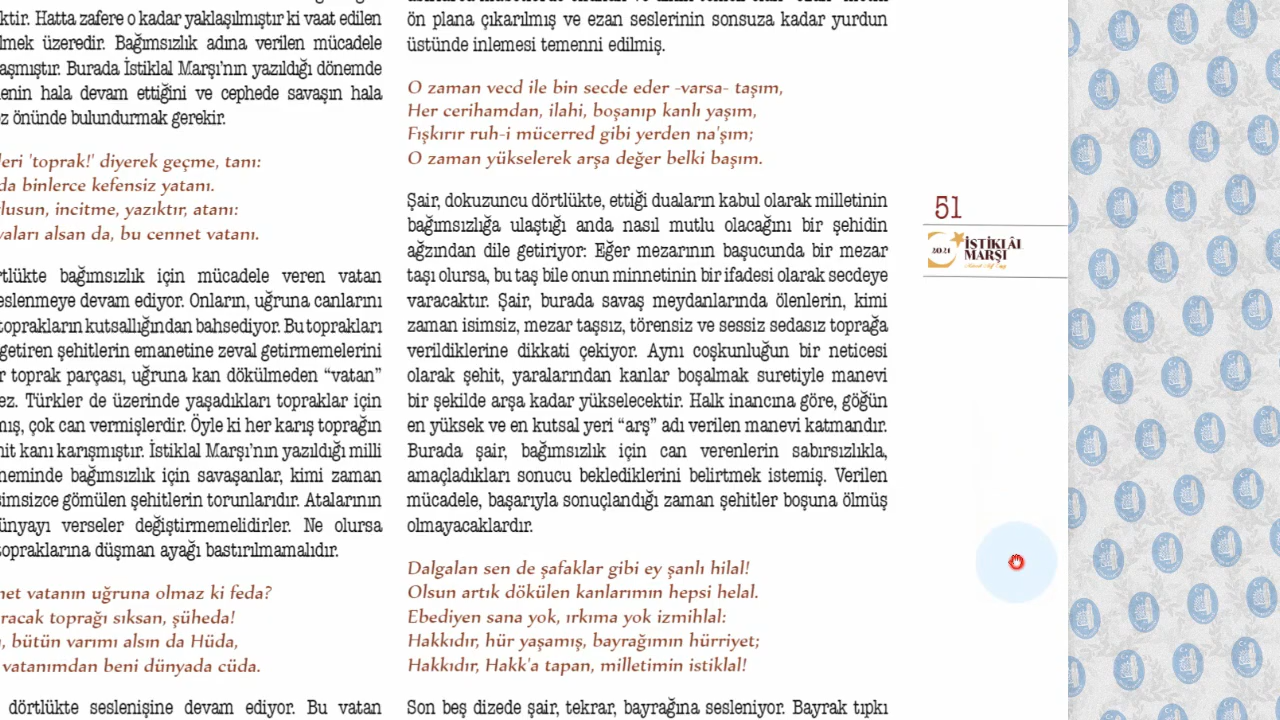 ktir. Hatta zafere o kadar yaklaşılmıştır ki vaat edilen
lmek üzeredir. Bağımsızlık adına verilen mücadele
aşmıştır. Burada İstiklal Marşı’nın yazıldığı dönemde
enin hala devam ettiğini ve cephede savaşın hala
z önünde bulundurmak gerekir.
leri 'toprak!' diyerek geçme, tanı:
da binlerce kefensiz yatanı.
lusun, incitme, yazıktır, atanı:
yaları alsan da, bu cennet vatanı.
rtlükte bağımsızlık için mücadele veren vatan
eslenmeye devam ediyor. Onların, uğruna canlarını
toprakların kutsallığından bahsediyor. Bu toprakları
getiren şehitlerin emanetine zeval getirmemelerini
r toprak parçası, uğruna kan dökülmeden “vatan”
ez. Türkler de üzerinde yaşadıkları topraklar için
mış, çok can vermişlerdir. Öyle ki her karış toprağın
hit kanı karışmıştır. İstiklal Marşı’nın yazıldığı milli
neminde bağımsızlık için savaşanlar, kimi zaman
simsizce gömülen şehitlerin torunlarıdır. Atalarının
ünyayı verseler değiştirmemelidirler. Ne olursa
topraklarına düşman ayağı bastırılmamalıdır.
net vatanın uğruna olmaz ki feda?
racak toprağı sıksan, şüheda!
ı, bütün varımı alsın da Hüda,
vatanımdan beni dünyada cüda.
dörtlükte seslenişine devam ediyor. Bu vatan
ön plana çıkarılmış ve ezan seslerinin sonsuza kadar yurdun
üstünde inlemesi temenni edilmiş.
O zaman vecd ile bin secde eder -varsa- taşım,
Her cerihamdan, ilahi, boşanıp kanlı yaşım,
Fışkırır ruh-i mücerred gibi yerden na'şım;
O zaman yükselerek arşa değer belki başım.
Şair, dokuzuncu dörtlükte, ettiği duaların kabul olarak milletinin
bağımsızlığa ulaştığı anda nasıl mutlu olacağını bir şehidin
ağzından dile getiriyor: Eğer mezarının başucunda bir mezar
taşı olursa, bu taş bile onun minnetinin bir ifadesi olarak secdeye
varacaktır. Şair, burada savaş meydanlarında ölenlerin, kimi
zaman isimsiz, mezar taşsız, törensiz ve sessiz sedasız toprağa
verildiklerine dikkati çekiyor. Aynı coşkunluğun bir neticesi
olarak şehit, yaralarından kanlar boşalmak suretiyle manevi
bir şekilde arşa kadar yükselecektir. Halk inancına göre, göğün
en yüksek ve en kutsal yeri “arş” adı verilen manevi katmandır.
Burada şair, bağımsızlık için can verenlerin sabırsızlıkla,
amaçladıkları sonucu beklediklerini belirtmek istemiş. Verilen
mücadele, başarıyla sonuçlandığı zaman şehitler boşuna ölmüş
olmayacaklardır.
Dalgalan sen de şafaklar gibi ey şanlı hilal!
Olsun artık dökülen kanlarımın hepsi helal.
Ebediyen sana yok, ırkıma yok izmihlal:
Hakkıdır, hür yaşamış, bayrağımın hürriyet;
Hakkıdır, Hakk'a tapan, milletimin istiklal!
Son beş dizede şair, tekrar, bayrağına sesleniyor. Bayrak tıpkı
51
2021
İSTİKLÂL
MARŞI